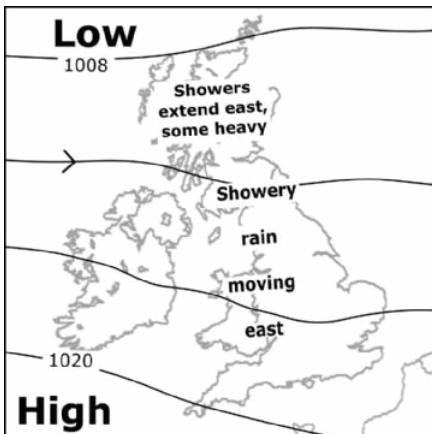 Low
1008
Showers
extend east,
some heavy
Showery
rain
moving
east
1020
High